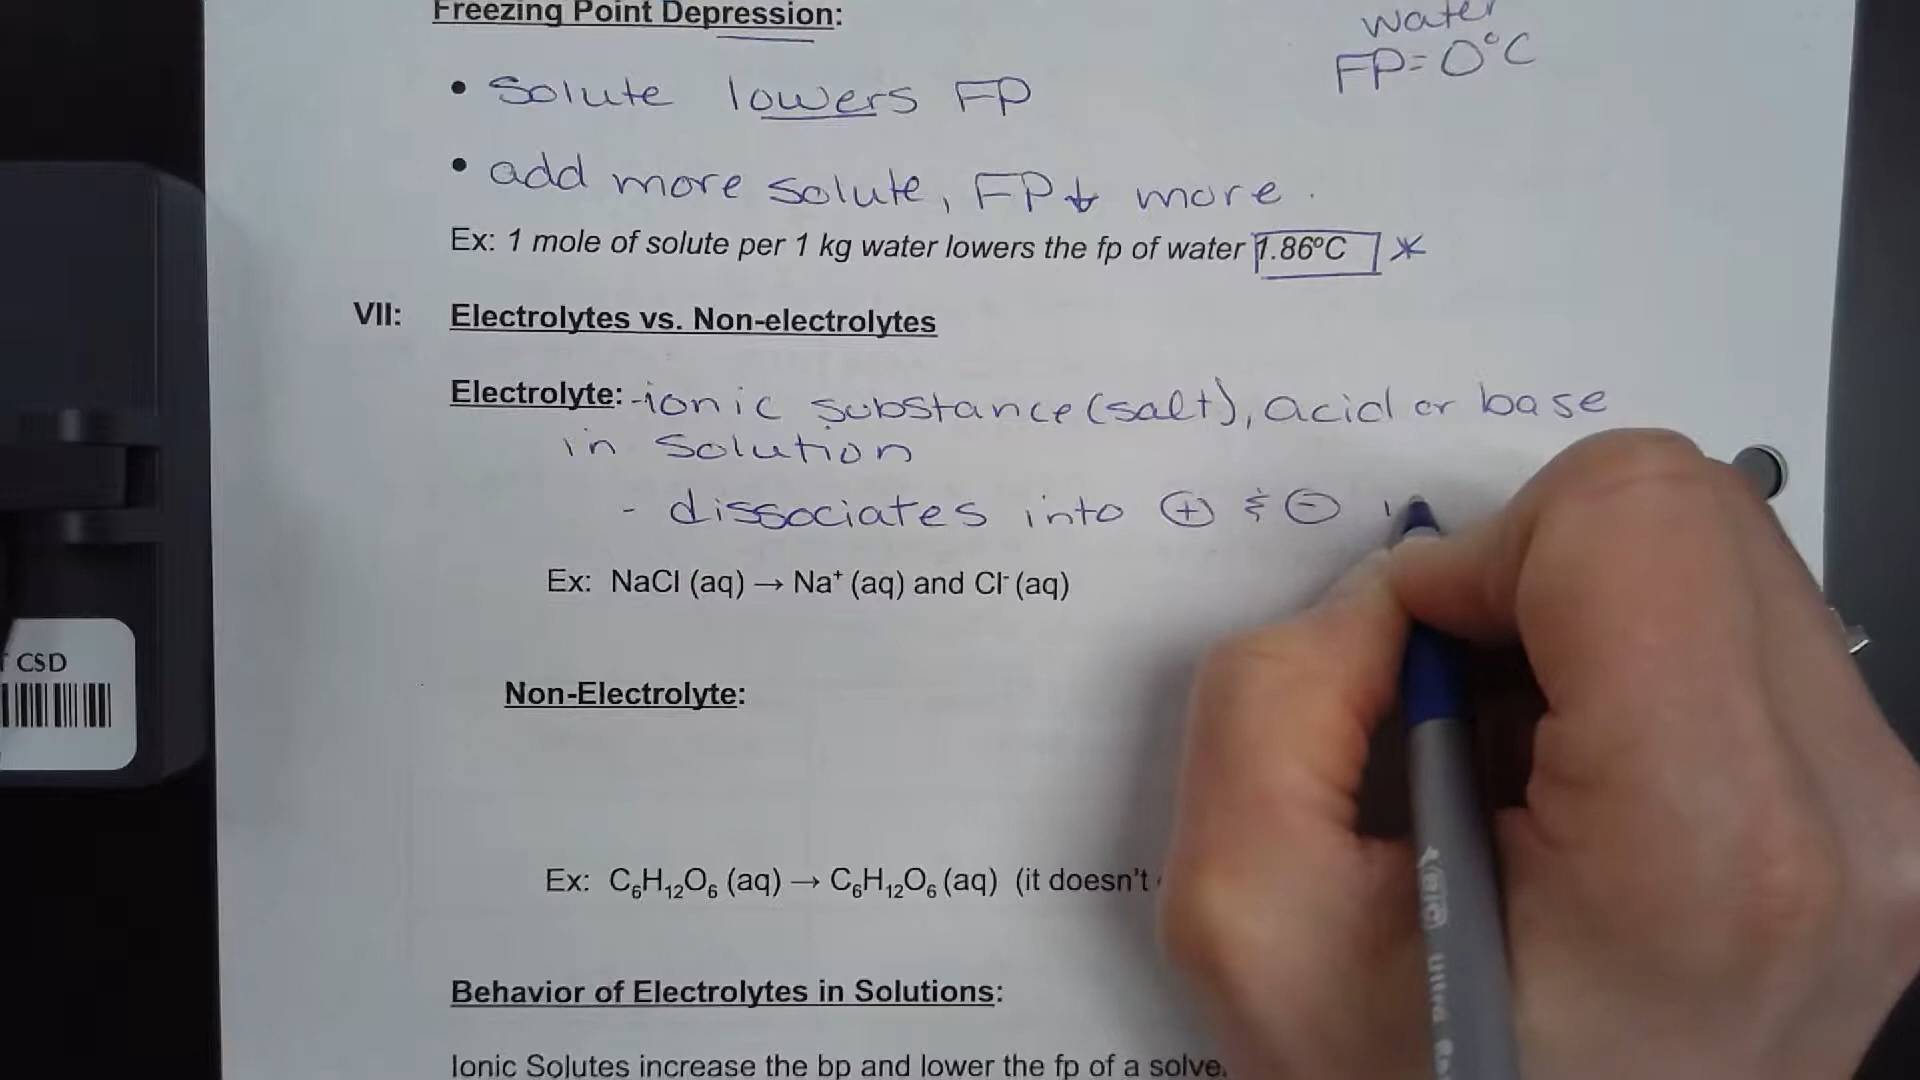 Freezing Point Depression:
water
FP=0°C
• Solute lowers FP
• add more solute, FP↓ more.
Ex: 1 mole of solute per 1 kg water lowers the fp of water 1.86ºC *
VII: Electrolytes vs. Non-electrolytes
Electrolyte: -ionic substance (salt), acid or base
in solution
- dissociates into ⊕ & ⊖
Ex: NaCl (aq) → Na⁺ (aq) and Cl⁻ (aq)
CSD
Non-Electrolyte:
Ex: C₆H₁₂O₆ (aq) → C₆H₁₂O₆ (aq) (it doesn't
Behavior of Electrolytes in Solutions:
Ionic Solutes increase the bp and lower the fp of a
BIC Ultra